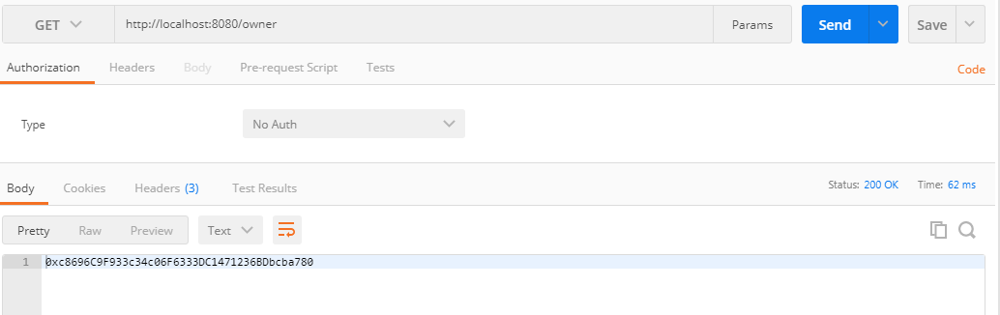 GET http://localhost:8080/owner Params Send Save
Authorization Headers Body Pre-request Script Tests Code
Type No Auth
Body Cookies Headers (3) Test Results Status: 200 OK Time: 62 ms
Pretty Raw Preview Text
1 0xc8696C9F933c34c06F6333DC1471236BDbcba780